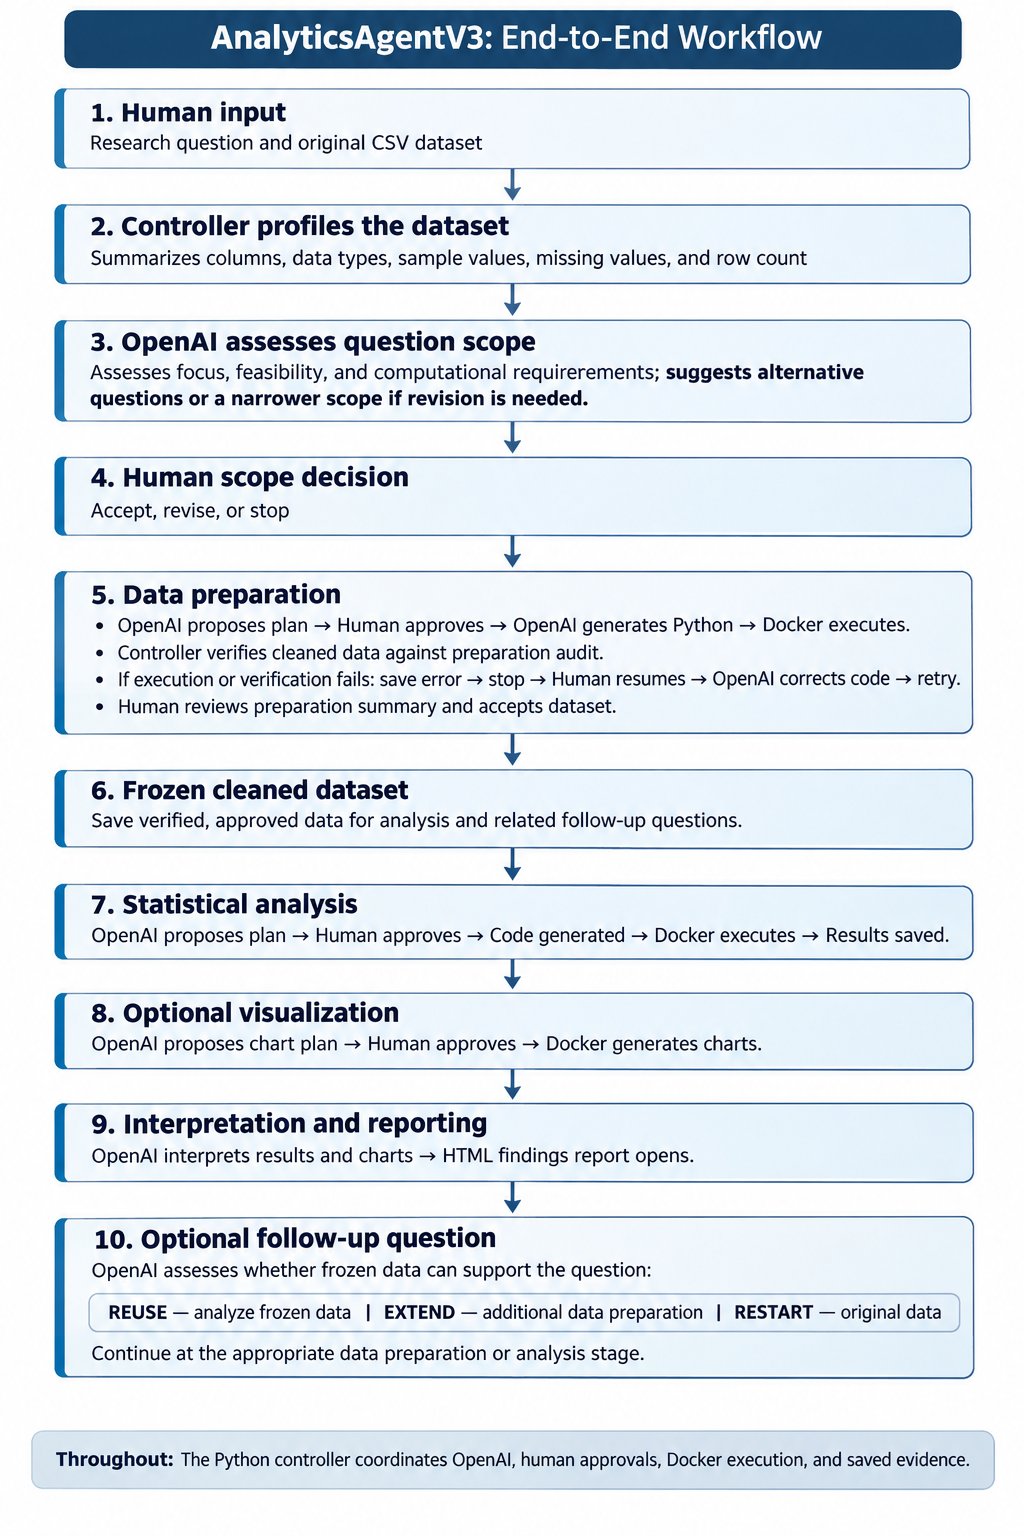 AnalyticsAgentV3: End-to-End Workflow
1. Human input
Research question and original CSV dataset
2. Controller profiles the dataset
Summarizes columns, data types, sample values, missing values, and row count
3. OpenAI assesses question scope
Assesses focus, feasibility, and computational requirerements; suggests alternative
questions or a narrower scope if revision is needed.
4. Human scope decision
Accept, revise, or stop
5. Data preparation
• OpenAI proposes plan → Human approves → OpenAI generates Python → Docker executes.
• Controller verifies cleaned data against preparation audit.
• If execution or verification fails: save error → stop → Human resumes → OpenAI corrects code → retry.
• Human reviews preparation summary and accepts dataset.
6. Frozen cleaned dataset
Save verified, approved data for analysis and related follow-up questions.
7. Statistical analysis
OpenAI proposes plan → Human approves → Code generated → Docker executes → Results saved.
8. Optional visualization
OpenAI proposes chart plan → Human approves → Docker generates charts.
9. Interpretation and reporting
OpenAI interprets results and charts → HTML findings report opens.
10. Optional follow-up question
OpenAI assesses whether frozen data can support the question:
REUSE — analyze frozen data | EXTEND — additional data preparation | RESTART — original data
Continue at the appropriate data preparation or analysis stage.
Throughout: The Python controller coordinates OpenAI, human approvals, Docker execution, and saved evidence.